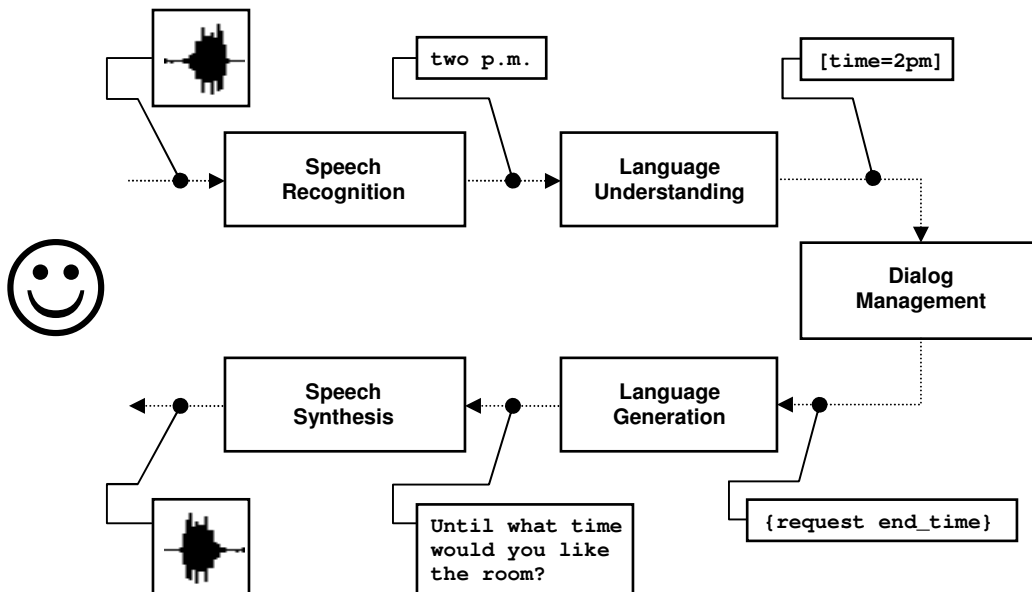 two p.m.
[time=2pm]
Speech
Recognition
Language
Understanding
Dialog
Management
Speech
Synthesis
Language
Generation
Until what time
would you like
the room?
{request end_time}